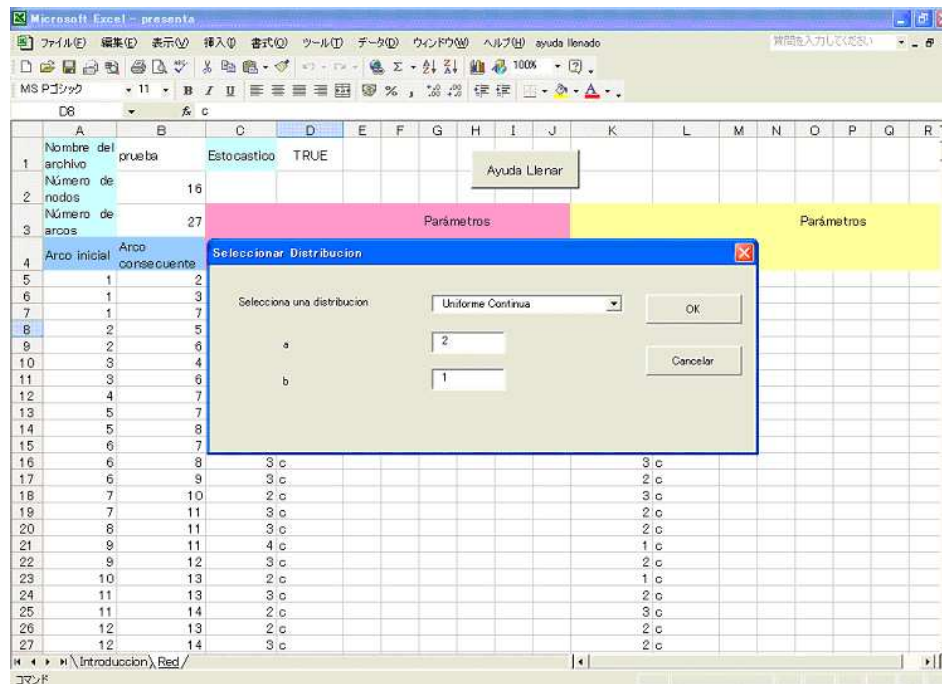 Microsoft Excel - presenta
ファイル(F) 編集(E) 表示(V) 挿入(I) 書式(O) ツール(T) データ(D) ウィンドウ(W) ヘルプ(H) ayuda llenado 質問を入力してください
100%
MS Pゴシック 11 B I U
D8 fx c
A B C D E F G H I J K L M N O P Q R
1 Nombre del archivo prueba Estocastico TRUE
Ayuda Llenar
2 Número de nodos 16
3 Número de arcos 27 Parámetros Parámetros
4 Arco inicial Arco consecuente
Seleccionar Distribucion
Selecciona una distribucion Uniforme Continua OK
a 2
Cancelar
b 1
5 1 2
6 1 3
7 1 7
8 2 5
9 2 6
10 3 4
11 3 6
12 4 7
13 5 7
14 5 8
15 6 7
16 6 8 3 c 3 c
17 6 9 3 c 2 c
18 7 10 2 c 3 c
19 7 11 3 c 2 c
20 8 11 3 c 2 c
21 9 11 4 c 1 c
22 9 12 3 c 2 c
23 10 13 2 c 1 c
24 11 13 3 c 2 c
25 11 14 2 c 3 c
26 12 13 2 c 2 c
27 12 14 3 c 2 c
Introduccion Red
コマンド